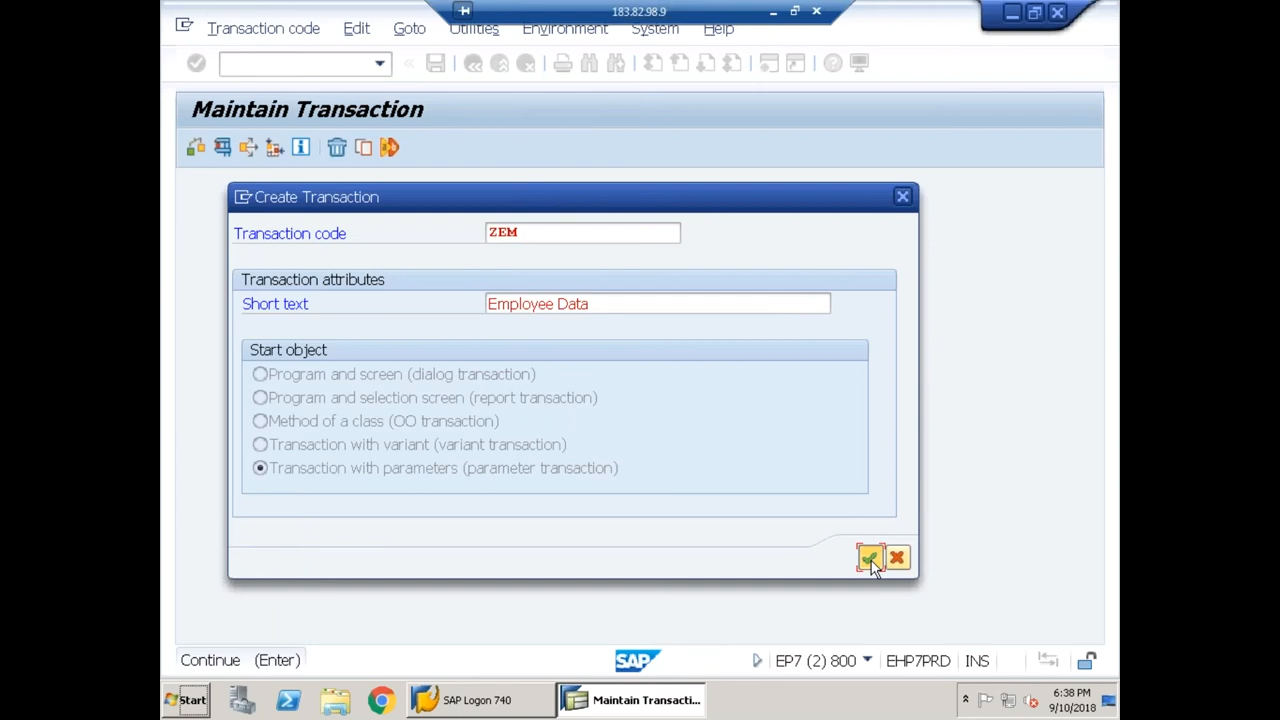 183.82.98.9
Transaction code Edit Goto Utilities Environment System Help
Maintain Transaction
Create Transaction
Transaction code ZEM
Transaction attributes
Short text Employee Data
Start object
Program and screen (dialog transaction)
Program and selection screen (report transaction)
Method of a class (OO transaction)
Transaction with variant (variant transaction)
Transaction with parameters (parameter transaction)
Continue (Enter)
SAP
EP7 (2) 800 EHP7PRD INS
Start
SAP Logon 740
Maintain Transacti...
6:38 PM
9/10/2018